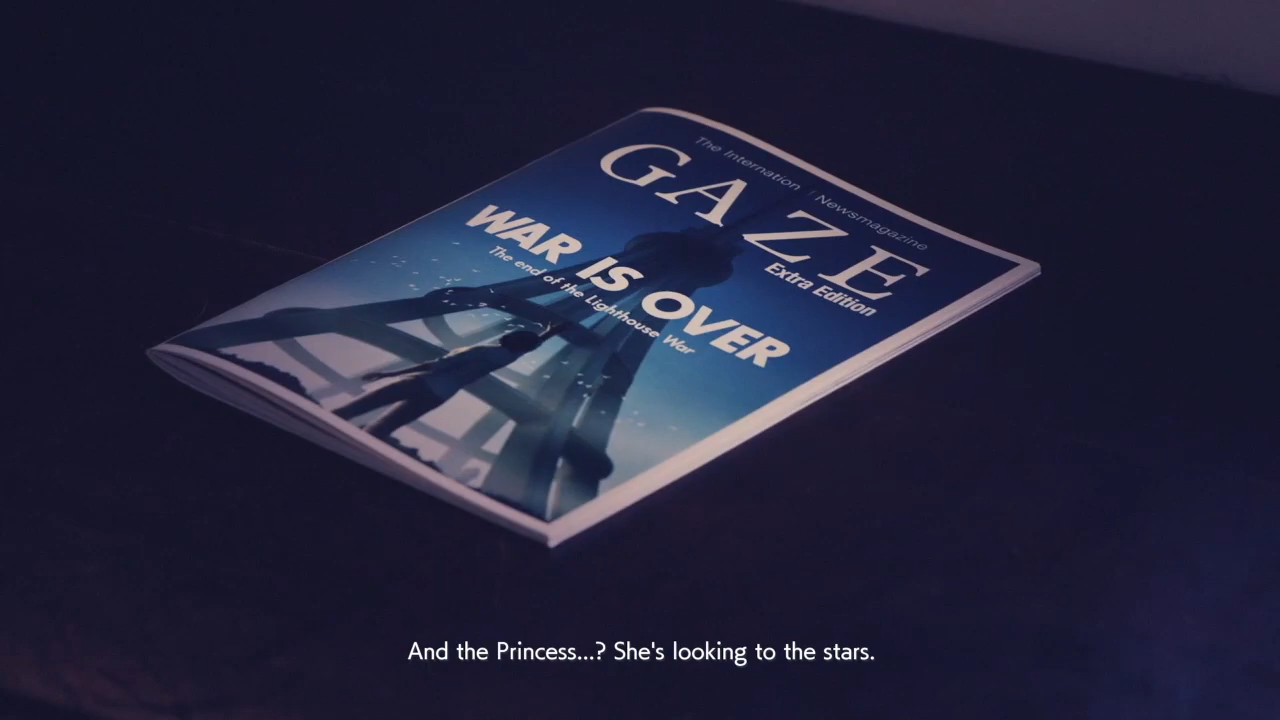 The Internation Newsmagazine
GAZE
Extra Edition
WAR IS OVER
The end of the Lighthouse War
And the Princess...? She's looking to the stars.